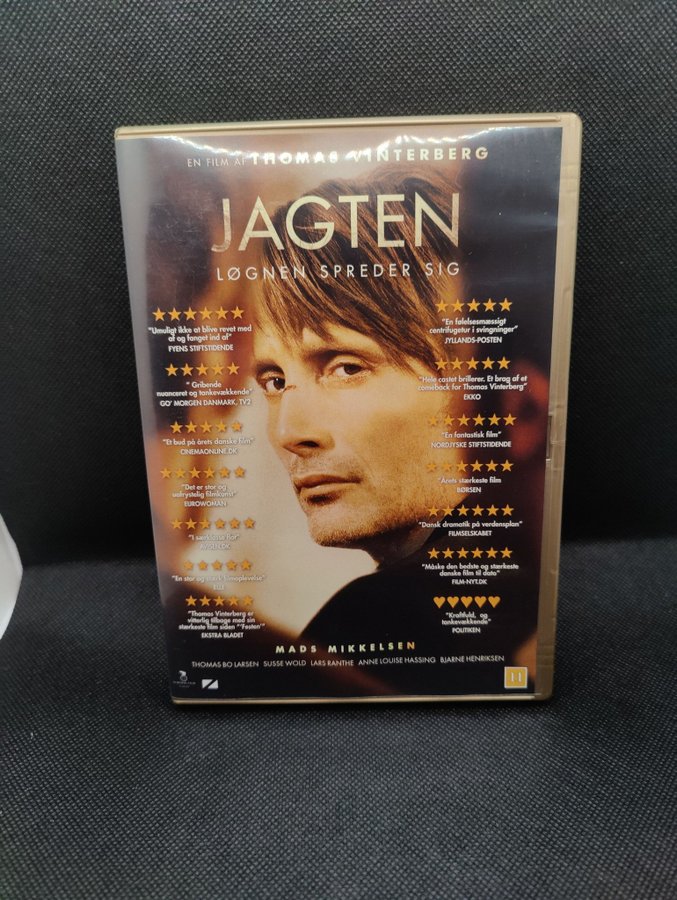 EN FILM AF THOMAS VINTERBERG
JAGTEN
LØGNEN SPREDER SIG
"Umuligt ikke at blive revet med
af og fanget ind af"
FYENS STIFTSTIDENDE
"Gribende
nuanceret og tankevækkende"
GO' MORGEN DANMARK, TV2
"Et bud på årets danske film"
CINEMAONLINE.DK
"Det er stor og
uafrystelig filmkunst"
EUROWOMAN
"I særklasse flot"
"En stor og stærk filmoplevelse"
ELLE
"Thomas Vinterberg er
vitterlig tilbage med sin
stærkeste film siden "Festen""
EKSTRA BLADET
"En følelsesmæssigt
centrifugetur i svingninger"
JYLLANDS-POSTEN
"Hele castet brillerer. Et brag af et
comeback for Thomas Vinterberg"
EKKO
"En fantastisk film"
NORDJYSKE STIFTSTIDENDE
"Årets stærkeste film
BØRSEN
"Dansk dramatik på verdensplan"
FILMSELSKABET
"Måske den bedste og stærkeste
danske film til dato"
FILM-NYT.DK
"Kraftfuld, og
tankevækkende"
POLITIKEN
MADS MIKKELSEN
THOMAS BO LARSEN SUSSE WOLD LARS RANTHE ANNE LOUISE HASSING BJARNE HENRIKSEN
11